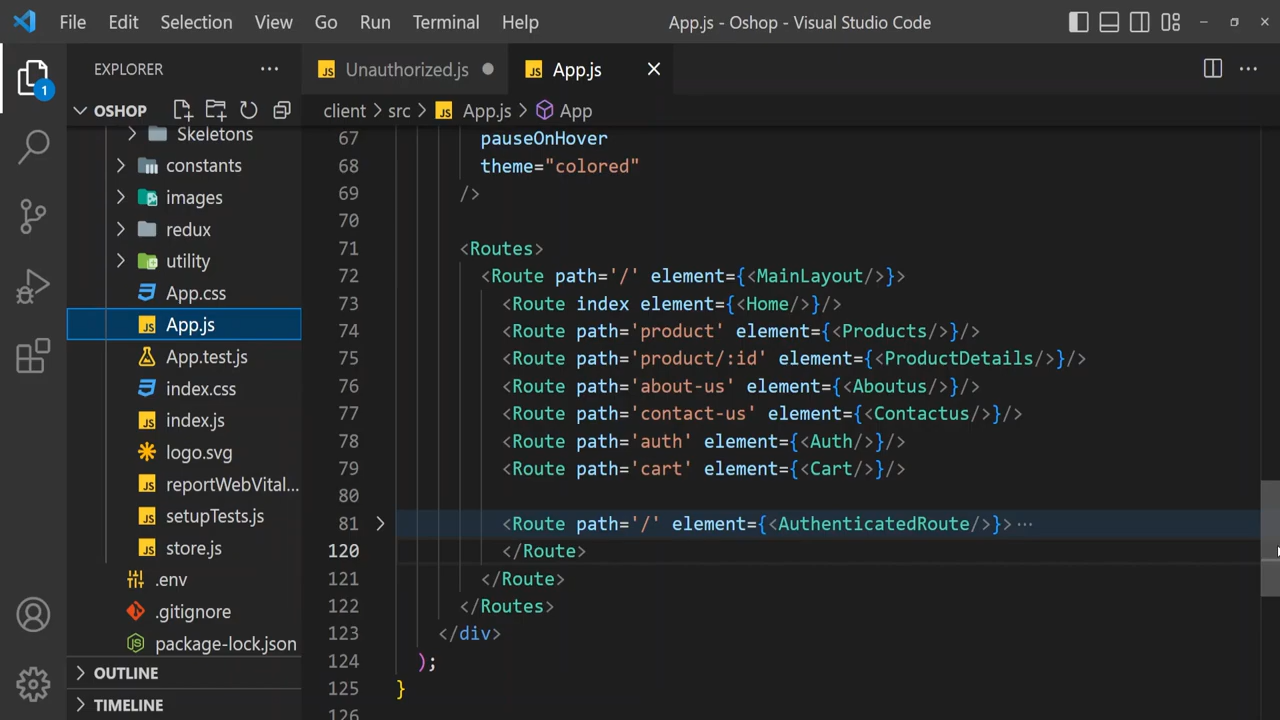 File Edit Selection View Go Run Terminal Help App.js - Oshop - Visual Studio Code
EXPLORER
Unauthorized.js
App.js
OSHOP
client > src > App.js > App
1
Skeletons
constants
images
redux
utility
App.css
App.js
App.test.js
index.css
index.js
logo.svg
reportWebVital...
setupTests.js
store.js
.env
.gitignore
package-lock.json
OUTLINE
TIMELINE
67 pauseOnHover
68 theme="colored"
69 />
70
71 <Routes>
72 <Route path='/' element={<MainLayout/>}>
73 <Route index element={<Home/>}/>
74 <Route path='product' element={<Products/>}/>
75 <Route path='product/:id' element={<ProductDetails/>}/>
76 <Route path='about-us' element={<Aboutus/>}/>
77 <Route path='contact-us' element={<Contactus/>}/>
78 <Route path='auth' element={<Auth/>}/>
79 <Route path='cart' element={<Cart/>}/>
80
81 <Route path='/' element={<AuthenticatedRoute/>}>···
120 </Route>
121 </Route>
122 </Routes>
123 </div>
124 );
125 }
126